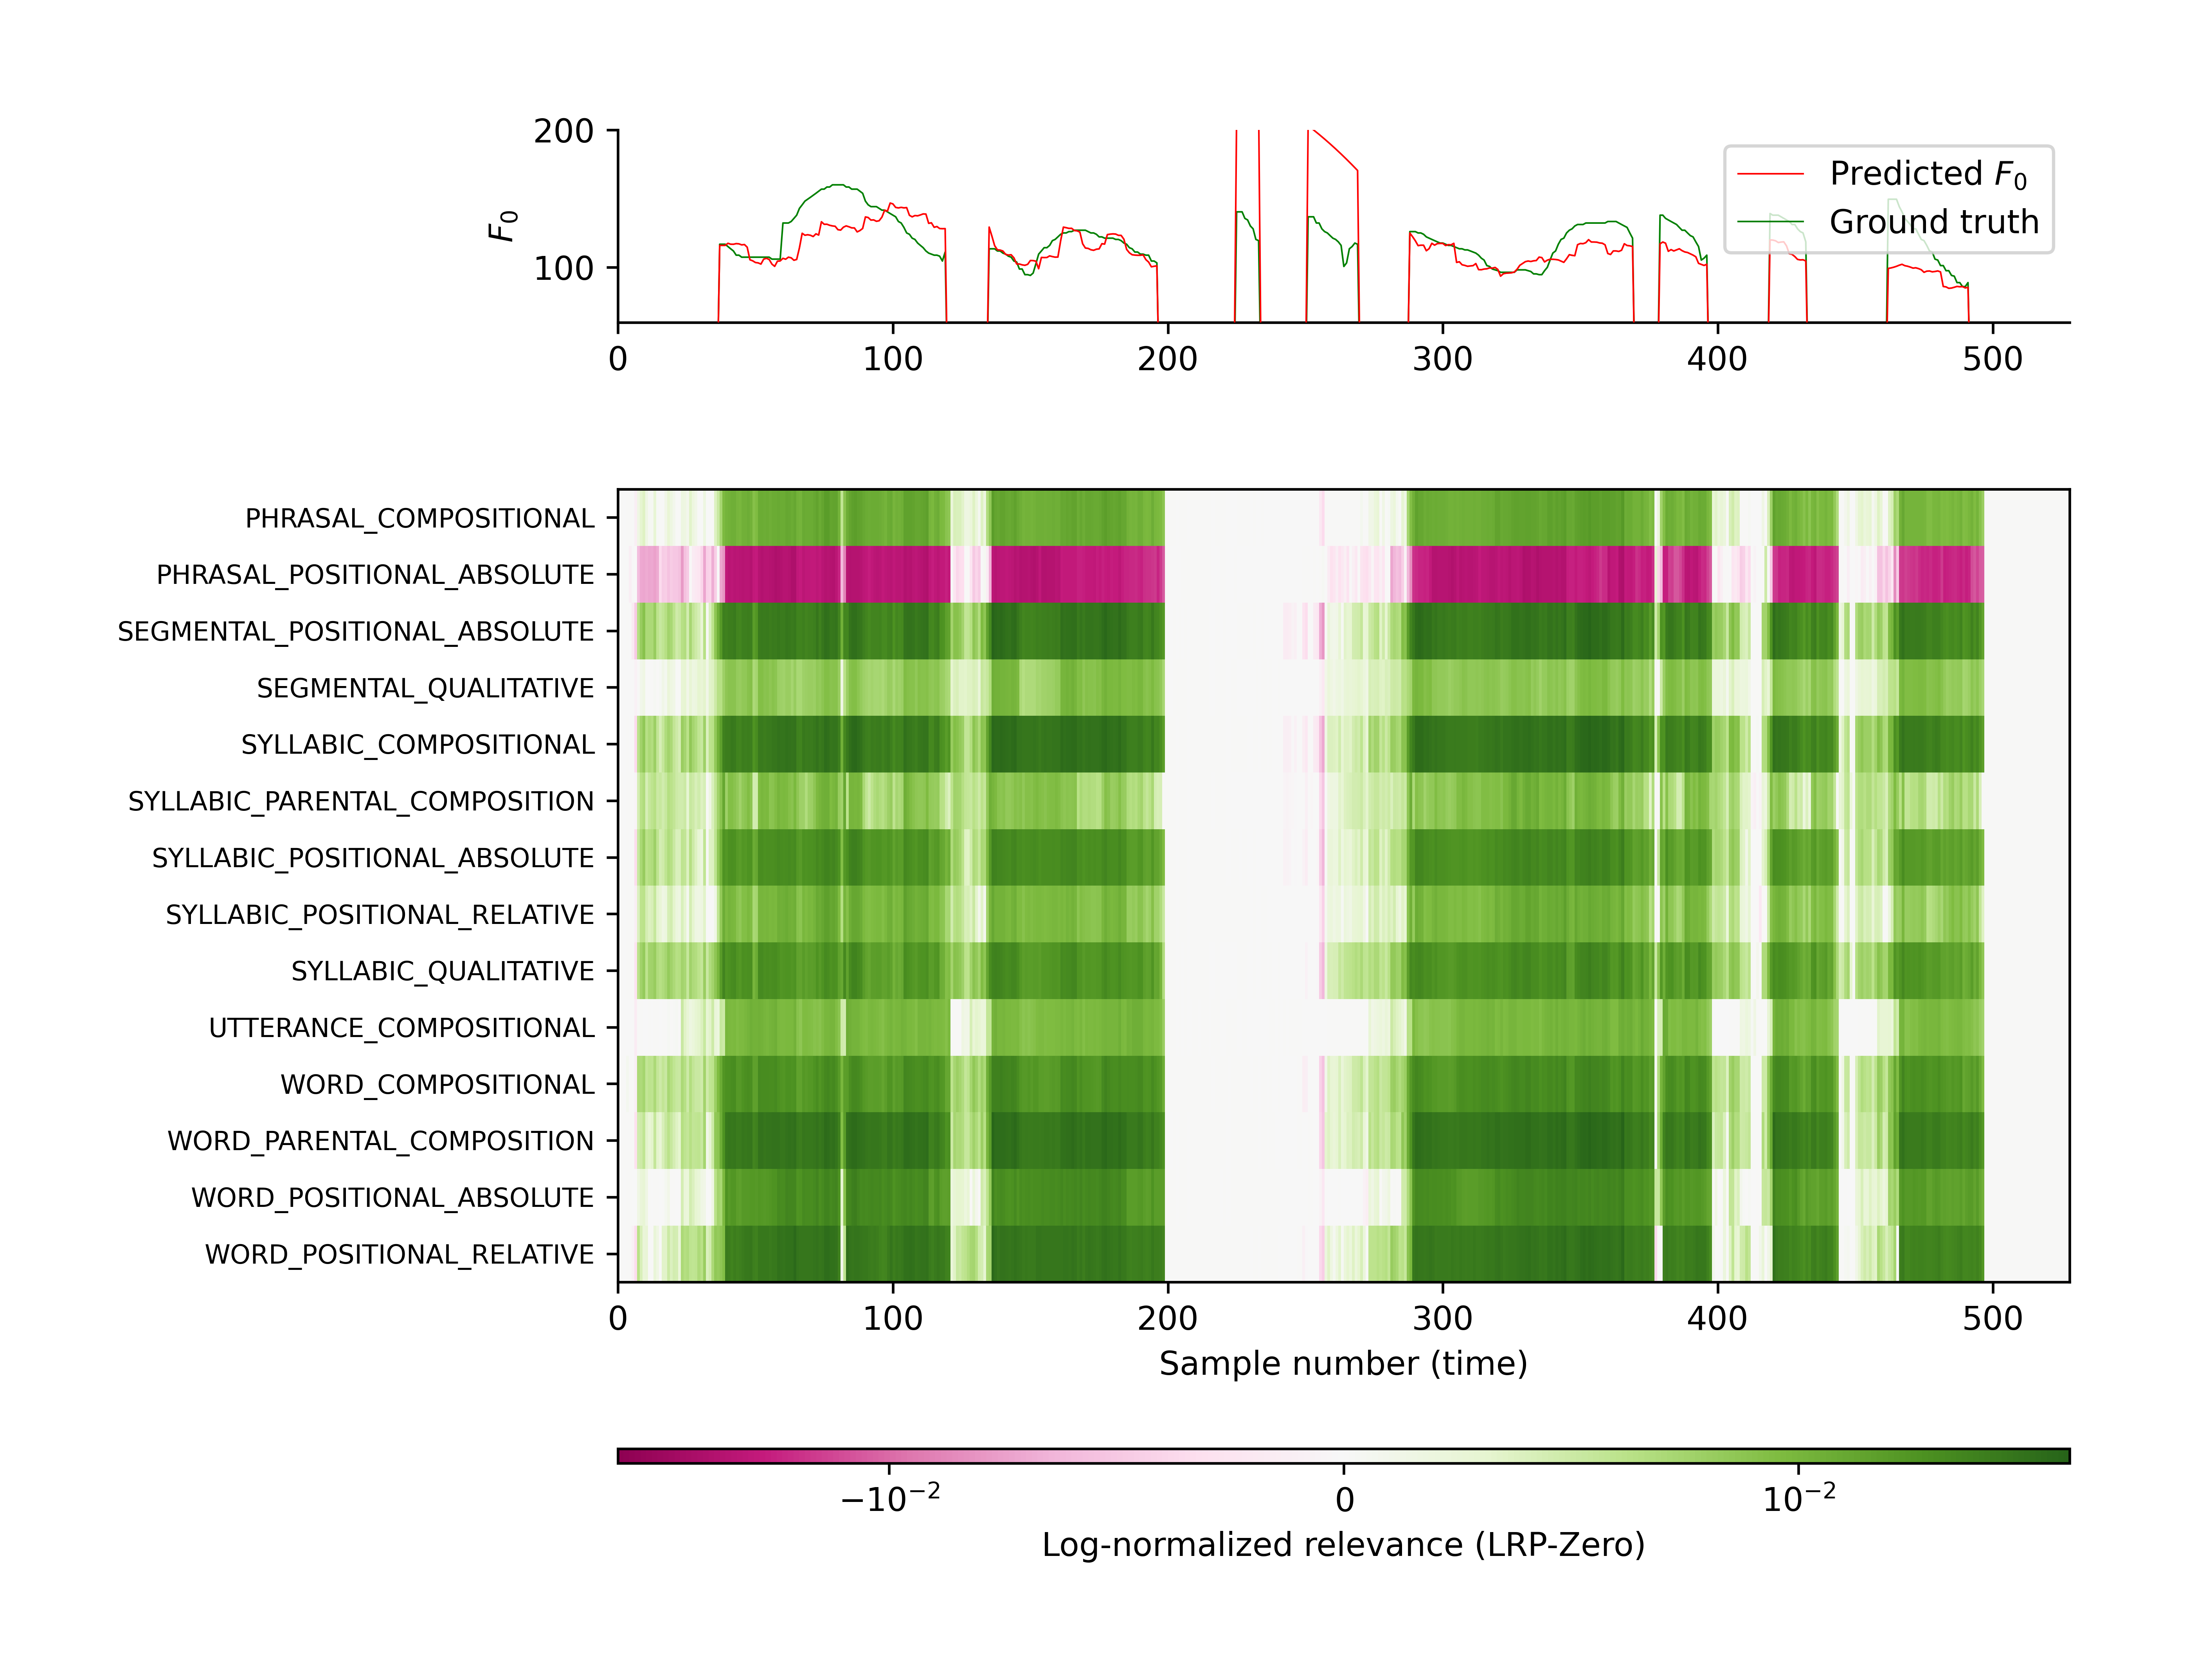 200
100
F₀
Predicted F₀
Ground truth
0 100 200 300 400 500
PHRASAL_COMPOSITIONAL
PHRASAL_POSITIONAL_ABSOLUTE
SEGMENTAL_POSITIONAL_ABSOLUTE
SEGMENTAL_QUALITATIVE
SYLLABIC_COMPOSITIONAL
SYLLABIC_PARENTAL_COMPOSITION
SYLLABIC_POSITIONAL_ABSOLUTE
SYLLABIC_POSITIONAL_RELATIVE
SYLLABIC_QUALITATIVE
UTTERANCE_COMPOSITIONAL
WORD_COMPOSITIONAL
WORD_PARENTAL_COMPOSITION
WORD_POSITIONAL_ABSOLUTE
WORD_POSITIONAL_RELATIVE
0 100 200 300 400 500
Sample number (time)
−10⁻² 0 10⁻²
Log-normalized relevance (LRP-Zero)